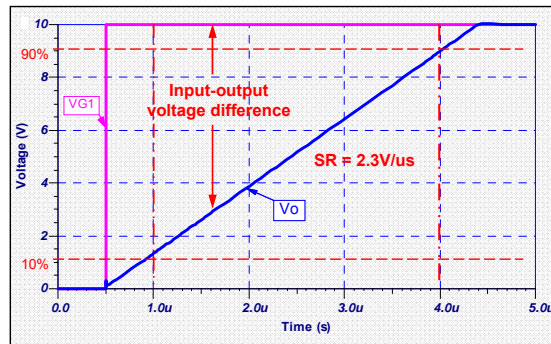 10
90%
8
VG1
Input-output
voltage difference
6
Voltage (V)
SR = 2.3V/us
4
Vo
2
10%
0
0.0
1.0u
2.0u
3.0u
4.0u
5.0u
Time (s)